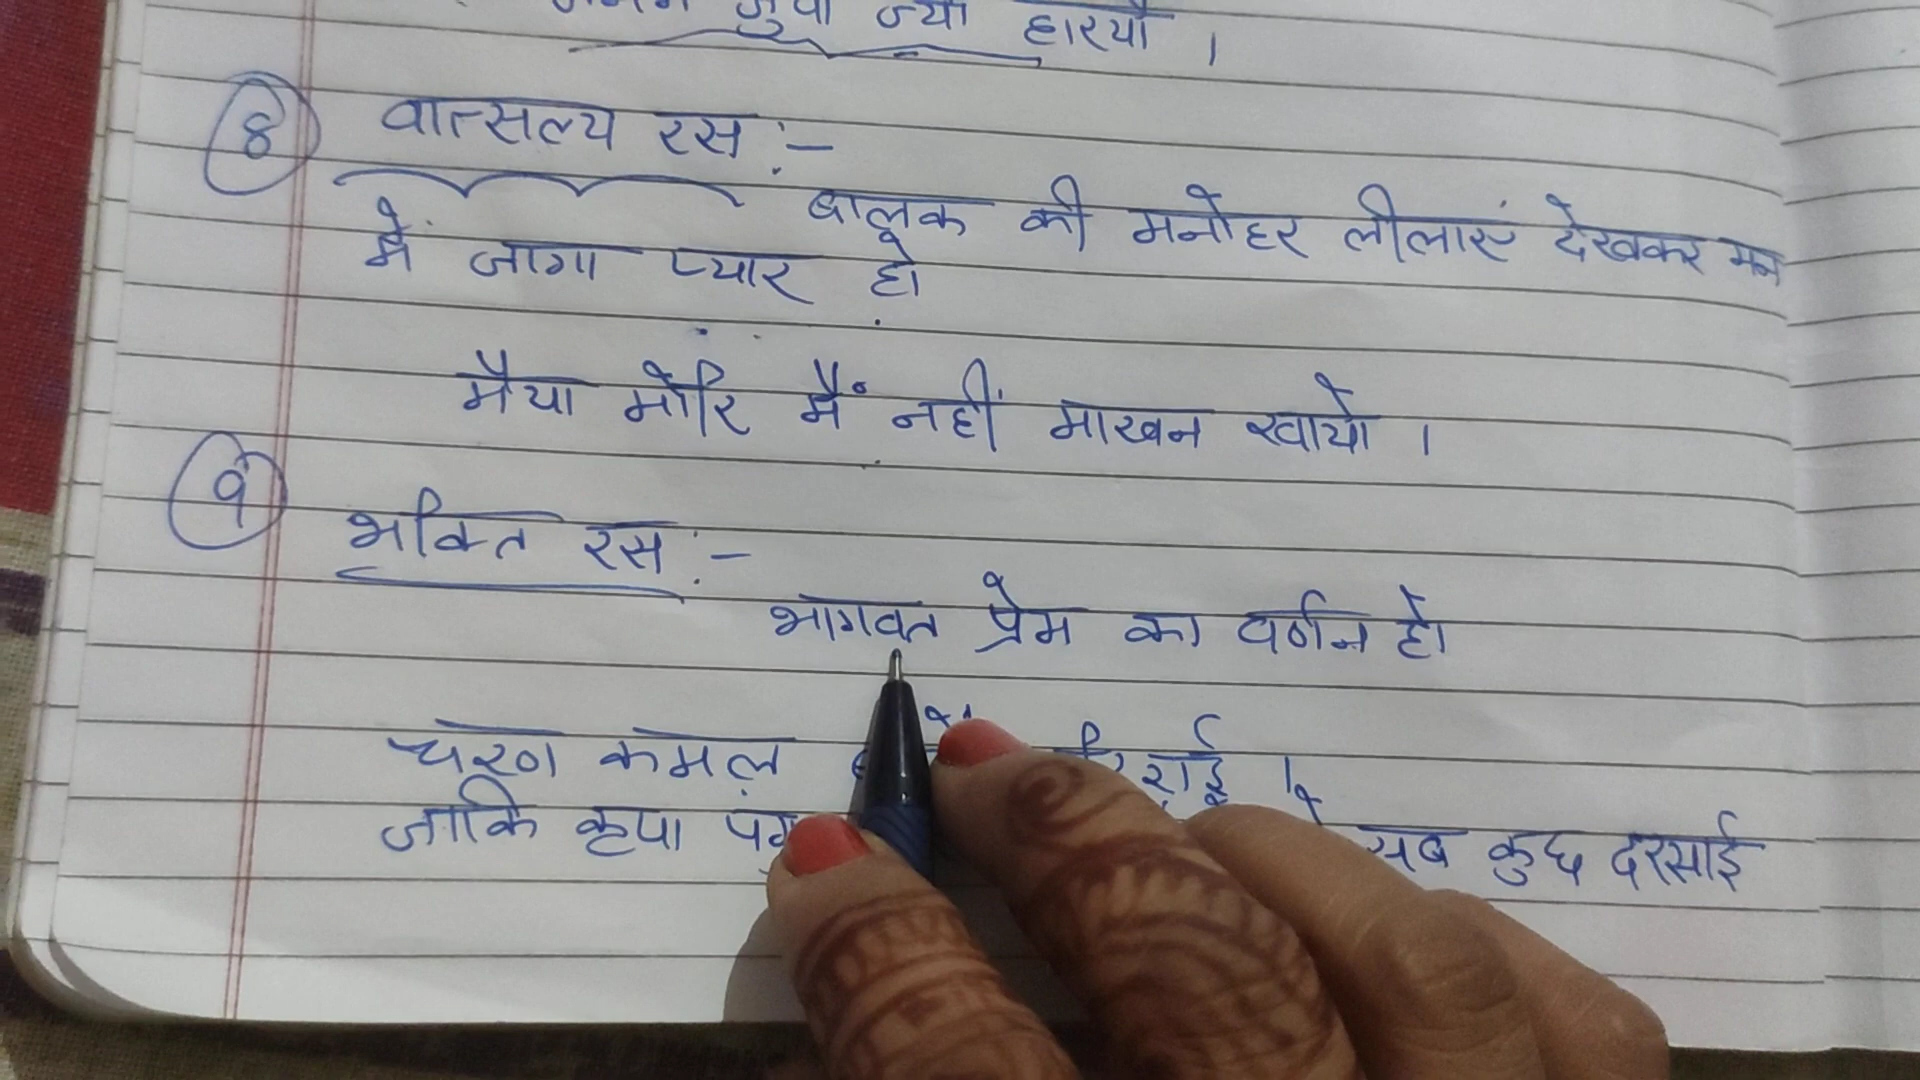 जुवा ज्यों हारयौ ।
8 वात्सल्य रस :-
बालक की मनोहर लीलाएं देखकर मन
में जागा प्यार हो
मैया मोरि मैं नहीं माखन खायो ।
9 भक्ति रस :-
भागवत प्रेम का वर्णन हो
चरण कमल राई ।
जाकि कृपा सब कुछ दरसाई